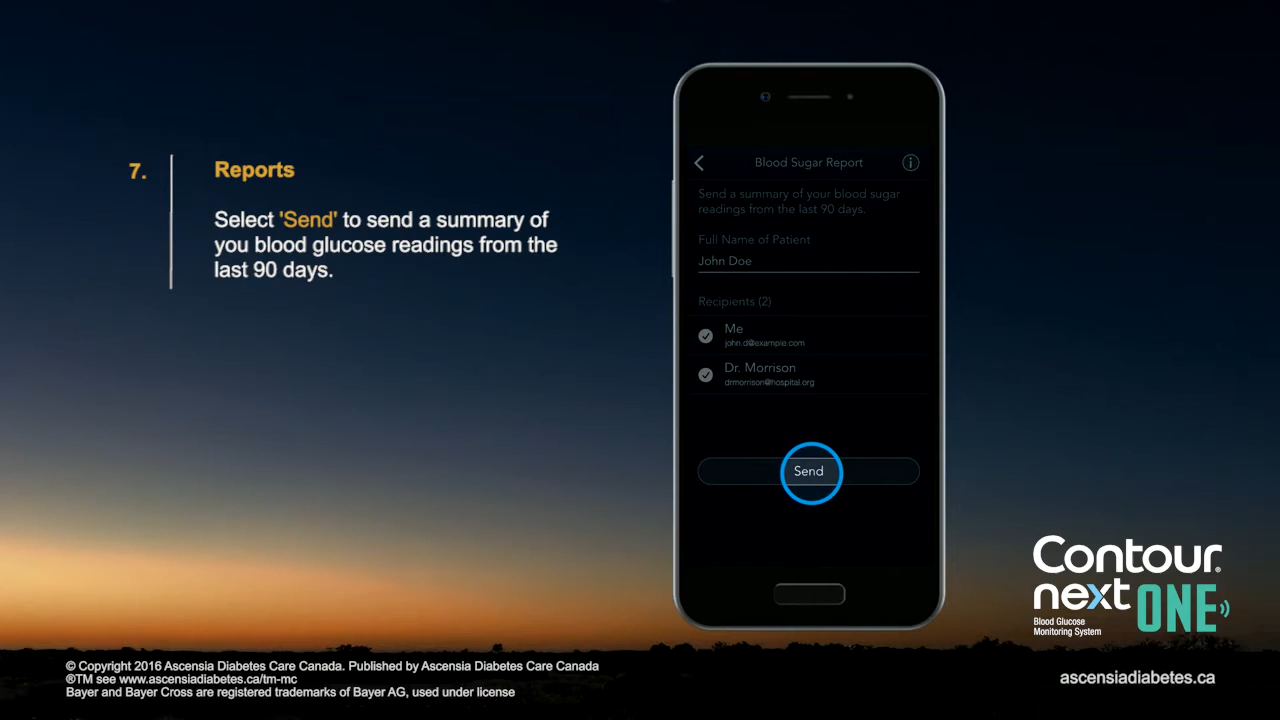 7.
Reports
Select 'Send' to send a summary of
you blood glucose readings from the
last 90 days.
Blood Sugar Report
Send a summary of your blood sugar
readings from the last 90 days.
Full Name of Patient
John Doe
Recipients (2)
Me
john.d@example.com
Dr. Morrison
drmorrison@hospital.org
Send
Contour®
next ONE
Blood Glucose
Monitoring System
© Copyright 2016 Ascensia Diabetes Care Canada. Published by Ascensia Diabetes Care Canada
®TM see www.ascensiadiabetes.ca/tm-mc
Bayer and Bayer Cross are registered trademarks of Bayer AG, used under license
ascensiadiabetes.ca